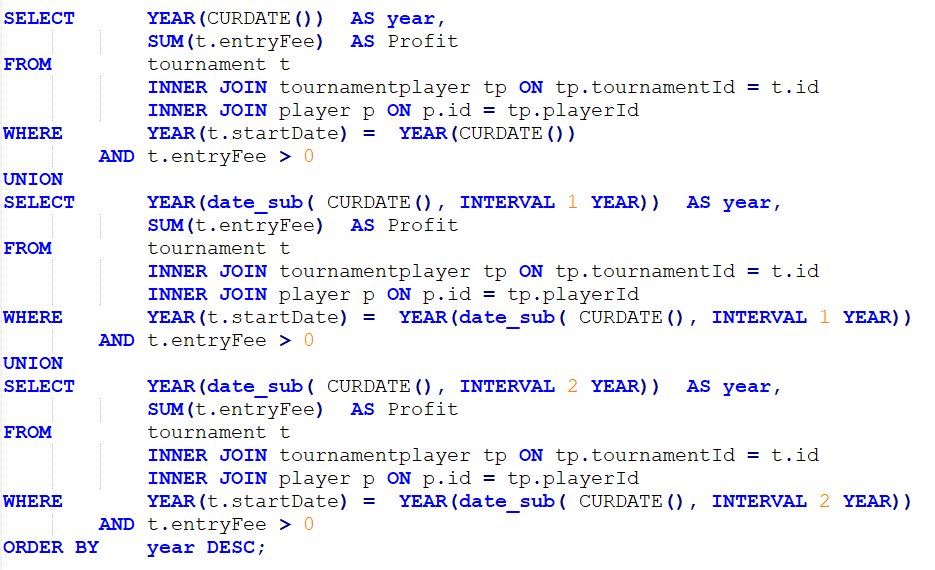 SELECT      YEAR(CURDATE())  AS year,
            SUM(t.entryFee)  AS Profit
FROM        tournament t
            INNER JOIN tournamentplayer tp ON tp.tournamentId = t.id
            INNER JOIN player p ON p.id = tp.playerId
WHERE       YEAR(t.startDate) =  YEAR(CURDATE())
        AND t.entryFee > 0
UNION
SELECT      YEAR(date_sub( CURDATE(), INTERVAL 1 YEAR))  AS year,
            SUM(t.entryFee)  AS Profit
FROM        tournament t
            INNER JOIN tournamentplayer tp ON tp.tournamentId = t.id
            INNER JOIN player p ON p.id = tp.playerId
WHERE       YEAR(t.startDate) =  YEAR(date_sub( CURDATE(), INTERVAL 1 YEAR))
        AND t.entryFee > 0
UNION
SELECT      YEAR(date_sub( CURDATE(), INTERVAL 2 YEAR))  AS year,
            SUM(t.entryFee)  AS Profit
FROM        tournament t
            INNER JOIN tournamentplayer tp ON tp.tournamentId = t.id
            INNER JOIN player p ON p.id = tp.playerId
WHERE       YEAR(t.startDate) =  YEAR(date_sub( CURDATE(), INTERVAL 2 YEAR))
        AND t.entryFee > 0
ORDER BY    year DESC;